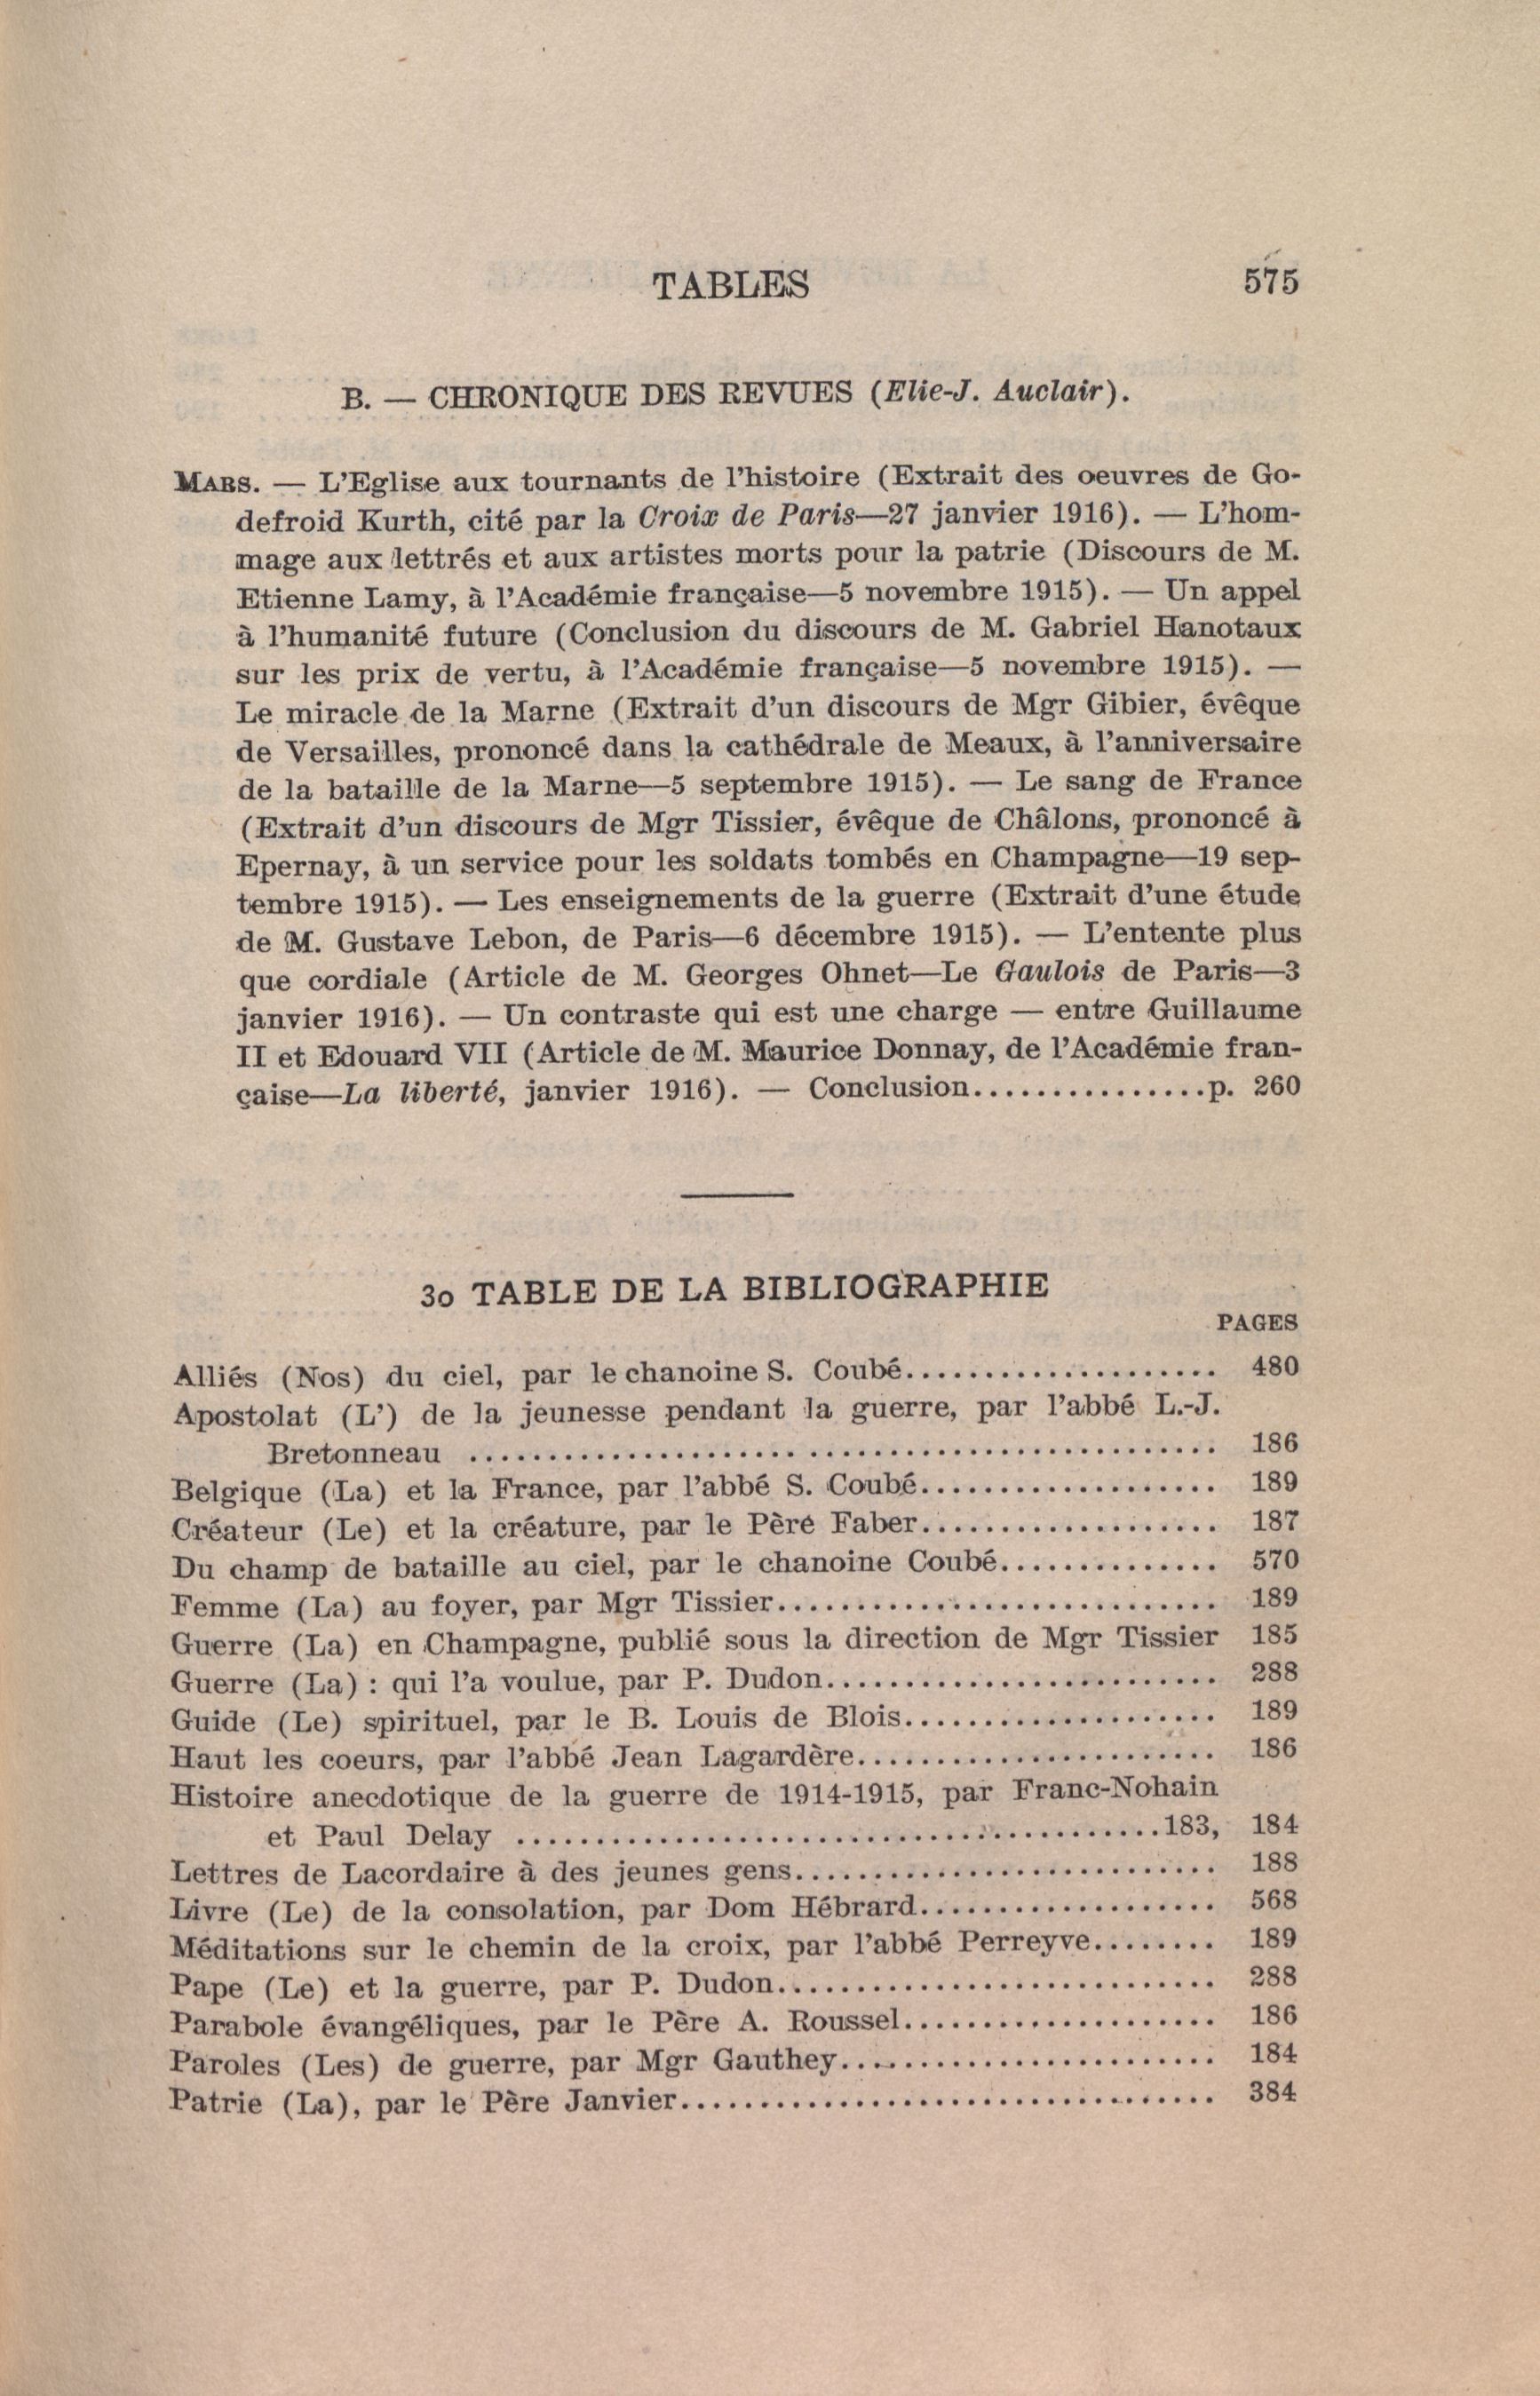 TABLES 575
B. — CHRONIQUE DES REVUES (Elie-J. Auclair).
MARS. — L'Eglise aux tournants de l'histoire (Extrait des oeuvres de Go-
defroid Kurth, cité par la Croix de Paris—27 janvier 1916). — L'hom-
mage aux lettrés et aux artistes morts pour la patrie (Discours de M.
Etienne Lamy, à l'Académie française—5 novembre 1915). — Un appel
à l'humanité future (Conclusion du discours de M. Gabriel Hanotaux
sur les prix de vertu, à l'Académie française—5 novembre 1915). —
Le miracle de la Marne (Extrait d'un discours de Mgr Gibier, évêque
de Versailles, prononcé dans la cathédrale de Meaux, à l'anniversaire
de la bataille de la Marne—5 septembre 1915). — Le sang de France
(Extrait d'un discours de Mgr Tissier, évêque de Châlons, prononcé à
Epernay, à un service pour les soldats tombés en Champagne—19 sep-
tembre 1915). — Les enseignements de la guerre (Extrait d'une étude
de M. Gustave Lebon, de Paris—6 décembre 1915). — L'entente plus
que cordiale (Article de M. Georges Ohnet—Le Gaulois de Paris—3
janvier 1916). — Un contraste qui est une charge — entre Guillaume
II et Edouard VII (Article de M. Maurice Donnay, de l'Académie fran-
çaise—La liberté, janvier 1916). — Conclusion...............p. 260
3o TABLE DE LA BIBLIOGRAPHIE
PAGES
Alliés (Nos) du ciel, par le chanoine S. Coubé.................... 480
Apostolat (L') de la jeunesse pendant la guerre, par l'abbé L.-J.
Bretonneau ............................................... 186
Belgique (La) et la France, par l'abbé S. Coubé................... 189
Créateur (Le) et la créature, par le Père Faber................... 187
Du champ de bataille au ciel, par le chanoine Coubé.............. 570
Femme (La) au foyer, par Mgr Tissier............................ 189
Guerre (La) en Champagne, publié sous la direction de Mgr Tissier 185
Guerre (La) : qui l'a voulue, par P. Dudon......................... 288
Guide (Le) spirituel, par le B. Louis de Blois.................... 189
Haut les coeurs, par l'abbé Jean Lagardère....................... 186
Histoire anecdotique de la guerre de 1914-1915, par Franc-Nohain
et Paul Delay .........................................183, 184
Lettres de Lacordaire à des jeunes gens........................... 188
Livre (Le) de la consolation, par Dom Hébrard................... 568
Méditations sur le chemin de la croix, par l'abbé Perreyve........ 189
Pape (Le) et la guerre, par P. Dudon............................ 288
Parabole évangéliques, par le Père A. Roussel.................... 186
Paroles (Les) de guerre, par Mgr Gauthey........................ 184
Patrie (La), par le Père Janvier.................................. 384